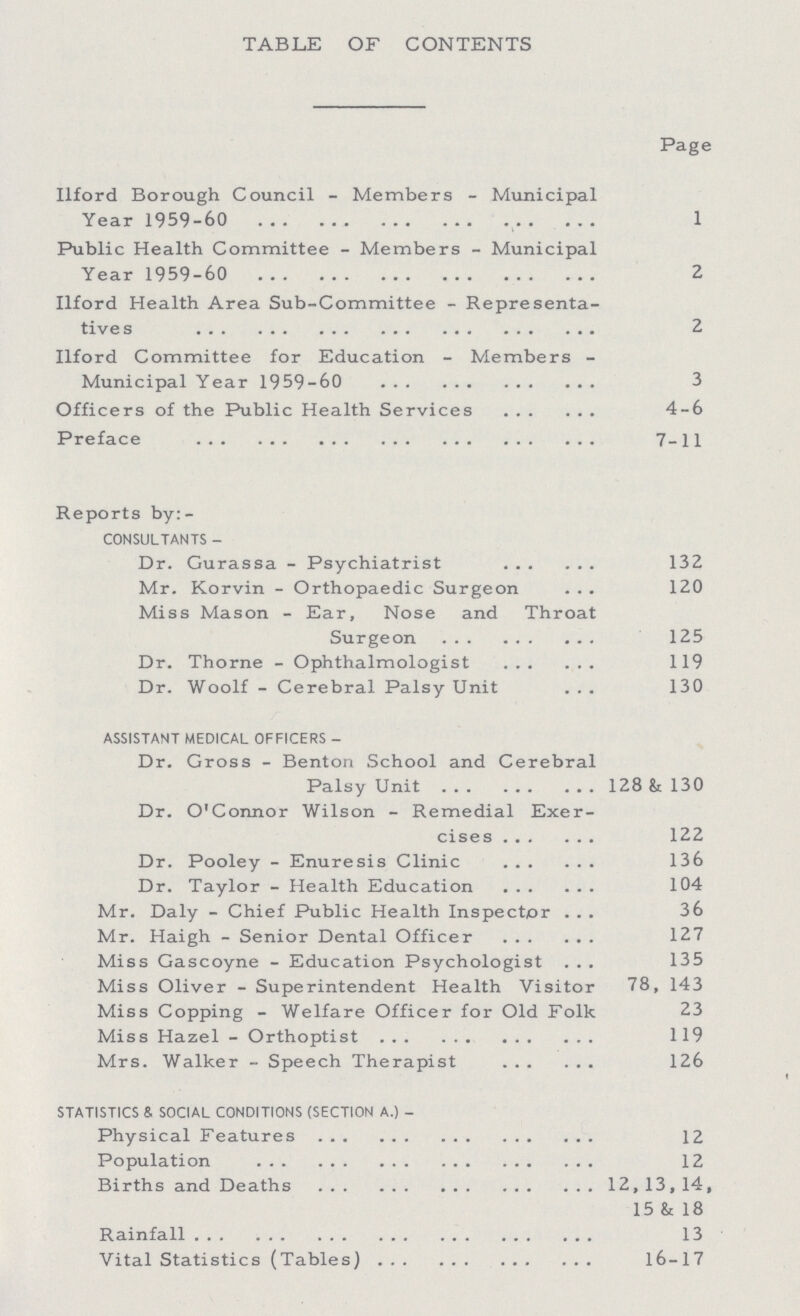 TABLE OF CONTENTS
Page
Ilford Borough Council - Members - Municipal
Year 1959-60 ... ... ... ... ... ... 1
Public Health Committee - Members - Municipal
Year 1959-60 ... ... ... ... ... ... 2
Ilford Health Area Sub-Committee - Representa-
tives ... ... ... ... ... ... ... 2
Ilford Committee for Education - Members -
Municipal Year 1959-60 ... ... ... ... 3
Officers of the Public Health Services ... ... 4-6
Preface ... ... ... ... ... ... ... 7-11
Reports by:-
CONSULTANTS -
Dr. Gurassa - Psychiatrist ... ... 132
Mr. Korvin - Orthopaedic Surgeon ... 120
Miss Mason - Ear, Nose and Throat
Surgeon ... ... ... 125
Dr. Thorne - Ophthalmologist ... ... 119
Dr. Woolf - Cerebral Palsy Unit ... 130
ASSISTANT MEDICAL OFFICERS -
Dr. Gross - Benton School and Cerebral
Palsy Unit ... ... ... 128 & 130
Dr. O'Connor Wilson - Remedial Exer-
cises ... ... 122
Dr. Pooley - Enuresis Clinic ... ... 136
Dr. Taylor - Health Education ... ... 104
Mr. Daly - Chief Public Health Inspector ... 36
Mr. Haigh - Senior Dental Officer ... ... 127
Miss Gascoyne - Education Psychologist ... 135
Miss Oliver - Superintendent Health Visitor 78, 143
Miss Copping - Welfare Officer for Old Folk 23
Miss Hazel - Orthoptist ... ... ... ... 119
Mrs. Walker - Speech Therapist ... ... 126
STATISTICS & SOCIAL CONDITIONS (SECTION A.) -
Physical Features ... ... ... ... ... 12
Population ... ... ... ... ... ... 12
Births and Deaths ... ... ... ... ... 12, 13, 14,
15 & 18
Rainfall ... ... ... ... ... ... ... 13
Vital Statistics (Tables) ... ... ... ... 16-17